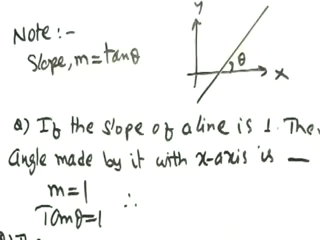 Note :-
Slope, m = tanθ
y
θ
x
Q) If the slope of a line is 1. The
angle made by it with x-axis is —
m = 1
Tanθ = 1 ∴